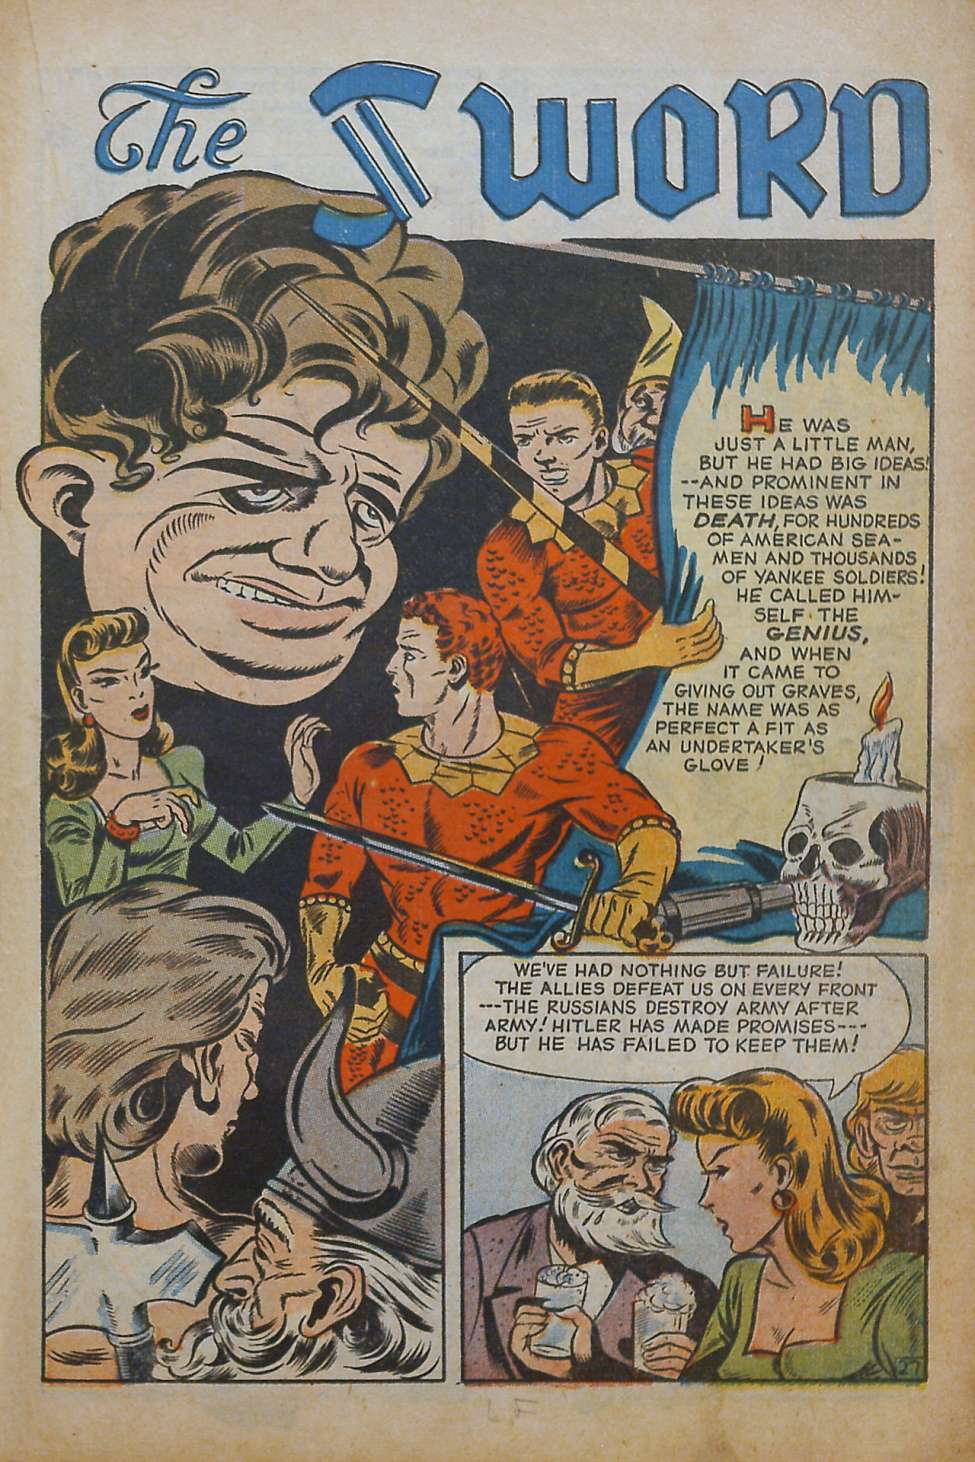 The SWORD
HE WAS
JUST A LITTLE MAN,
BUT HE HAD BIG IDEAS!
--AND PROMINENT IN
THESE IDEAS WAS
DEATH, FOR HUNDREDS
OF AMERICAN SEA-
MEN AND THOUSANDS
OF YANKEE SOLDIERS!
HE CALLED HIM-
SELF THE
GENIUS,
AND WHEN
IT CAME TO
GIVING OUT GRAVES,
THE NAME WAS AS
PERFECT A FIT AS
AN UNDERTAKER'S
GLOVE!
WE'VE HAD NOTHING BUT FAILURE!
THE ALLIES DEFEAT US ON EVERY FRONT
---THE RUSSIANS DESTROY ARMY AFTER
ARMY! HITLER HAS MADE PROMISES---
BUT HE HAS FAILED TO KEEP THEM!
27
LF